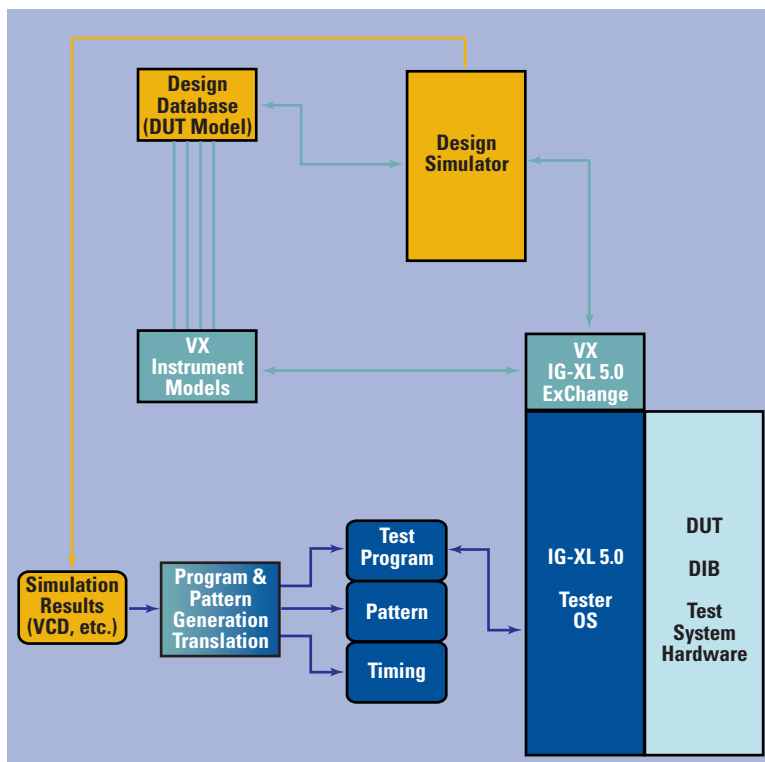 Design
Database
(DUT Model)
Design
Simulator
VX
Instrument
Models
VX
IG-XL 5.0
ExChange
Simulation
Results
(VCD, etc.)
Program &
Pattern
Generation
Translation
Test
Program
Pattern
Timing
IG-XL 5.0
Tester
OS
DUT
DIB
Test
System
Hardware